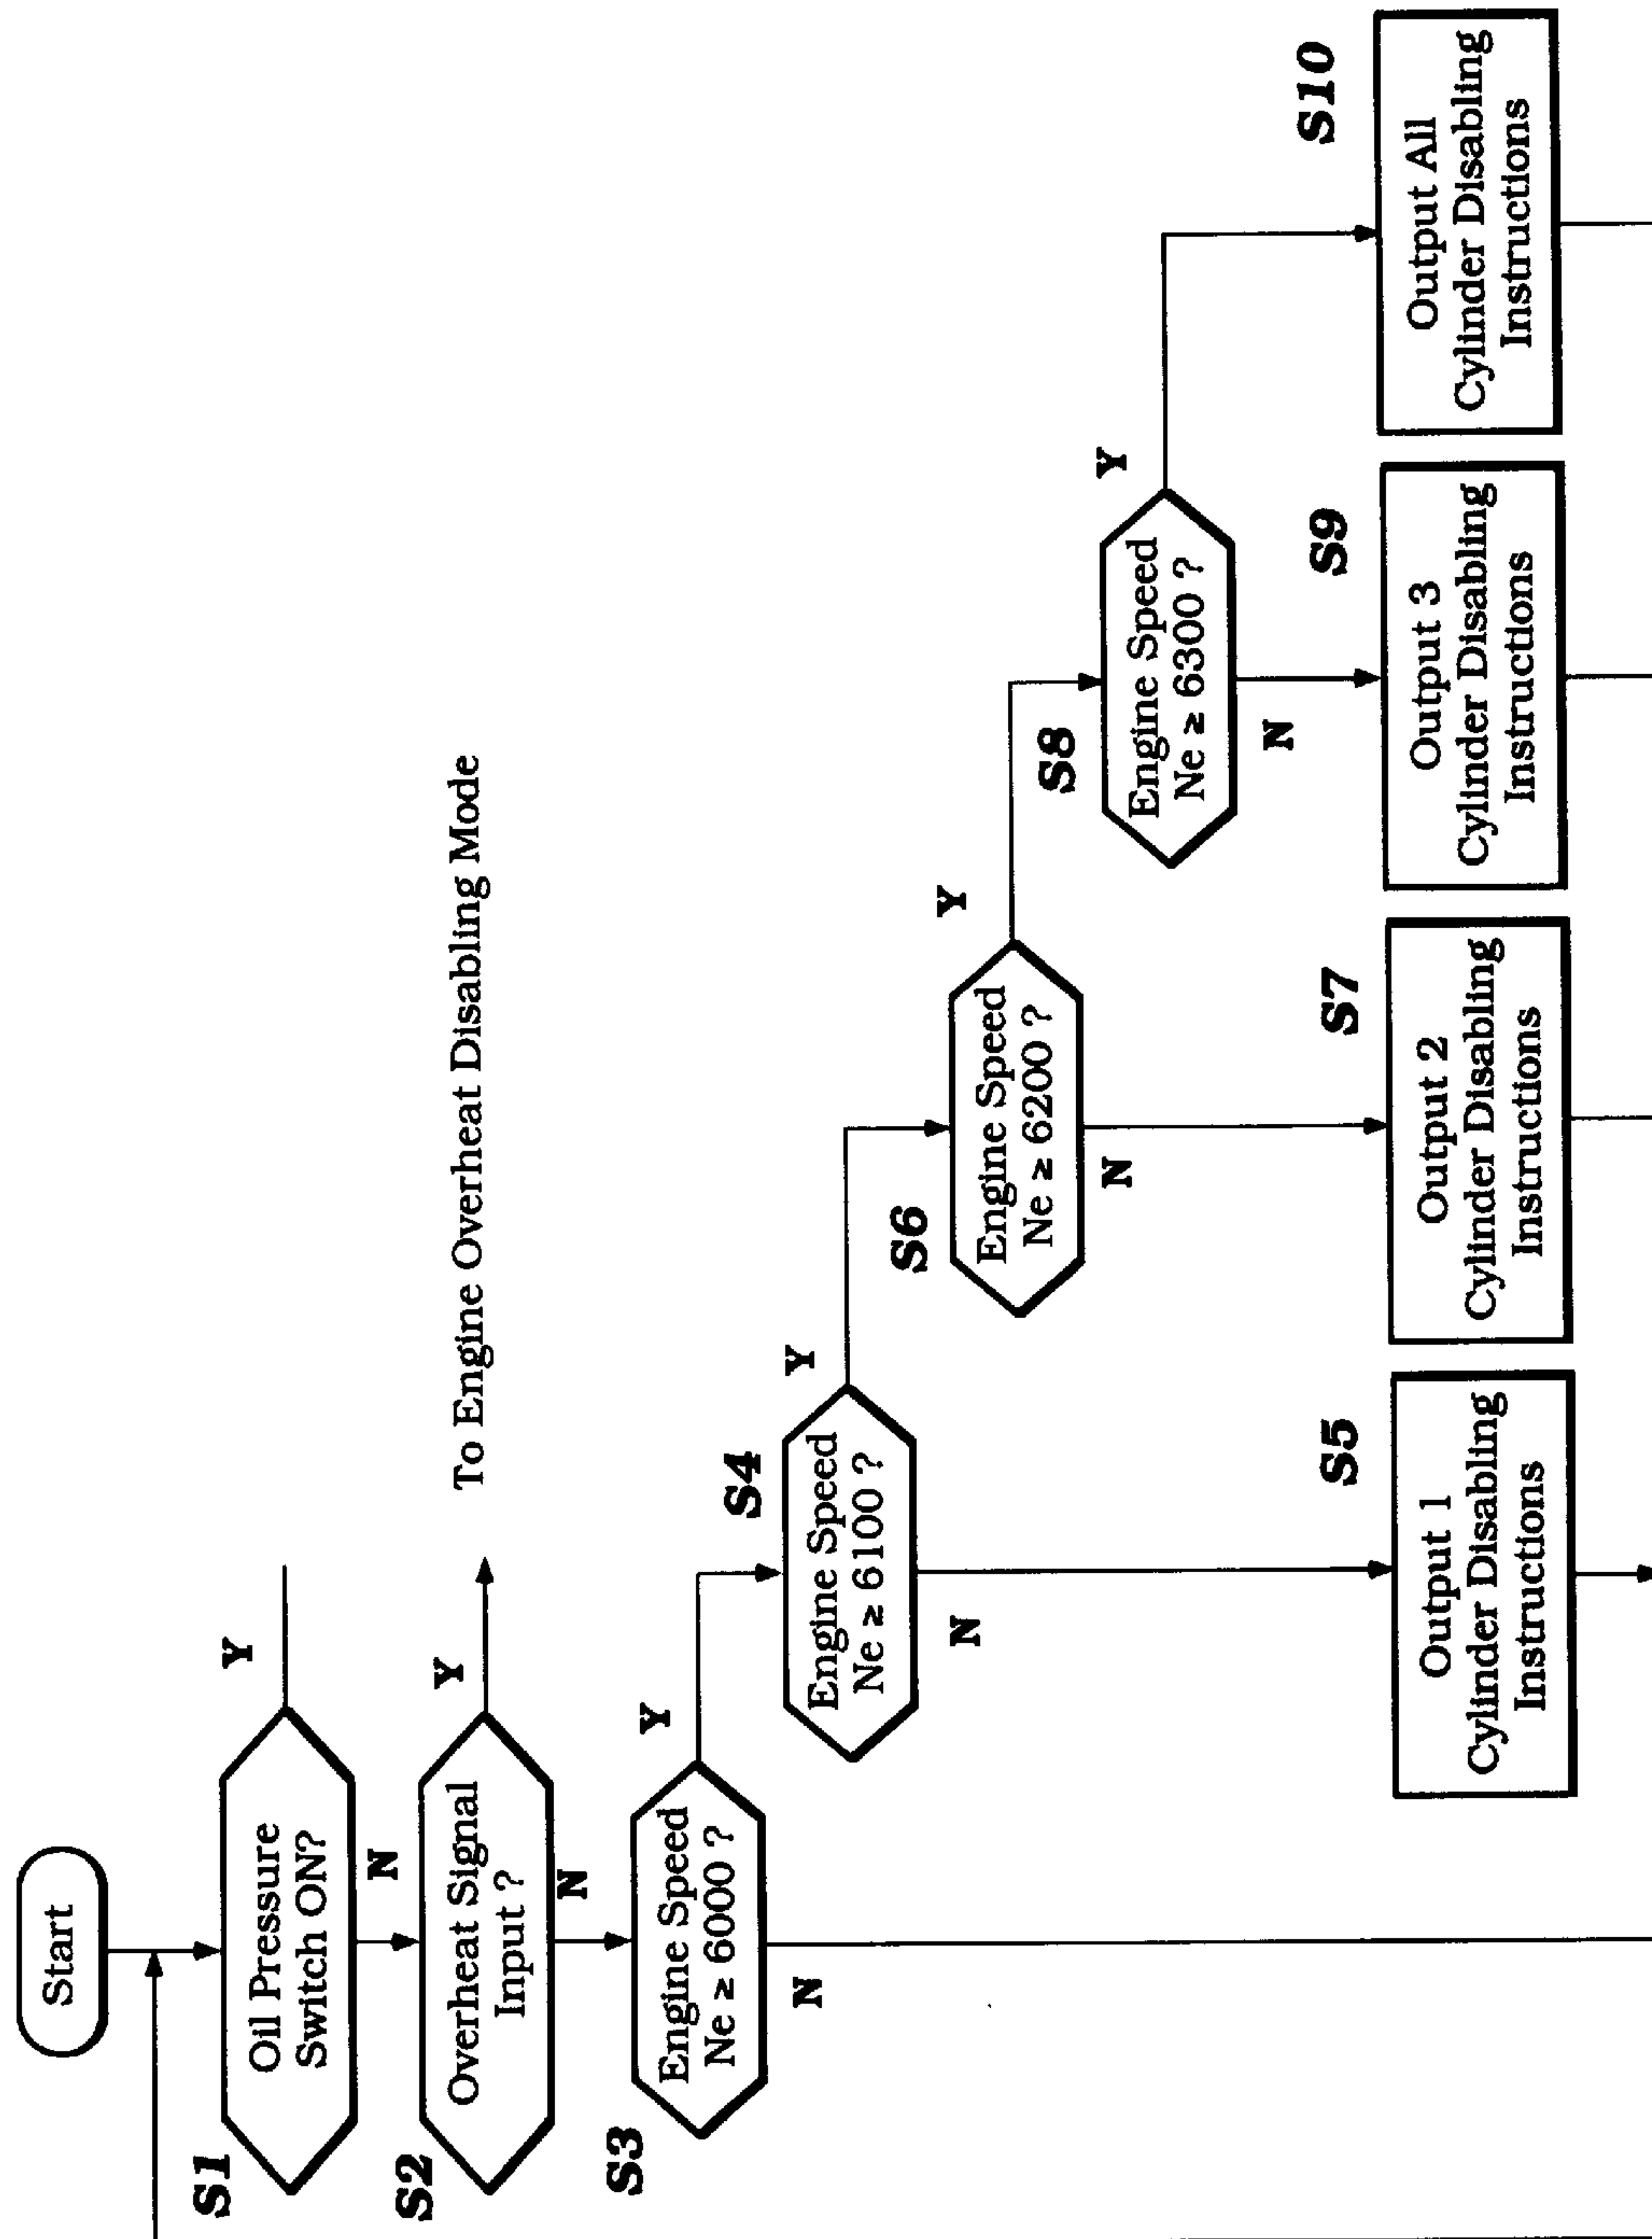 Start
S1
Oil Pressure
Switch ON?
Y
N
S2
Overheat Signal
Input ?
Y
To Engine Overheat Disabling Mode
N
S3
Engine Speed
Ne ≥ 6000 ?
Y
N
S4
Engine Speed
Ne ≥ 6100 ?
Y
N
S6
Engine Speed
Ne ≥ 6200 ?
Y
N
S8
Engine Speed
Ne ≥ 6300 ?
Y
N
S5
Output 1
Cylinder Disabling
Instructions
S7
Output 2
Cylinder Disabling
Instructions
S9
Output 3
Cylinder Disabling
Instructions
S10
Output All
Cylinder Disabling
Instructions